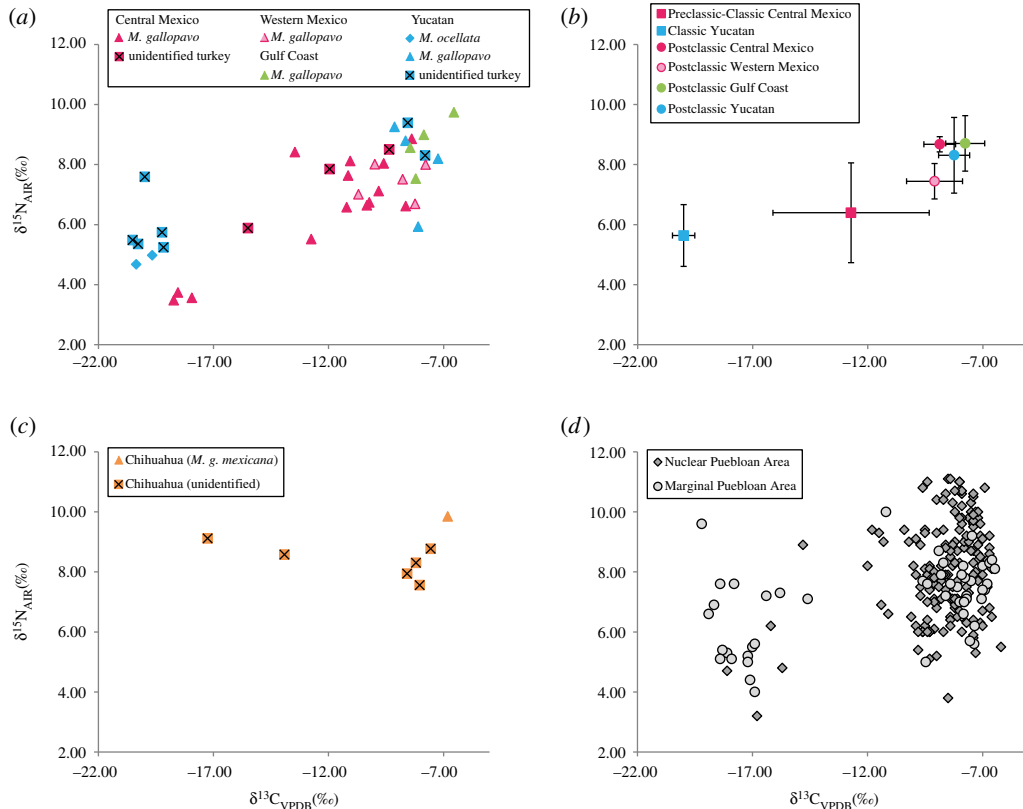 (a)
Central Mexico Western Mexico Yucatan
M. gallopavo M. gallopavo M. ocellata
unidentified turkey Gulf Coast M. gallopavo
M. gallopavo unidentified turkey
12.00
10.00
8.00
6.00
4.00
2.00
δ15NAIR(‰)
–22.00 –17.00 –12.00 –7.00
(b)
Preclassic-Classic Central Mexico
Classic Yucatan
Postclassic Central Mexico
Postclassic Western Mexico
Postclassic Gulf Coast
Postclassic Yucatan
12.00
10.00
8.00
6.00
4.00
2.00
–22.00 –17.00 –12.00 –7.00
(c)
Chihuahua (M. g. mexicana)
Chihuahua (unidentified)
12.00
10.00
8.00
6.00
4.00
2.00
δ15NAIR(‰)
–22.00 –17.00 –12.00 –7.00
δ13CVPDB(‰)
(d)
Nuclear Puebloan Area
Marginal Puebloan Area
12.00
10.00
8.00
6.00
4.00
2.00
–22.00 –17.00 –12.00 –7.00
δ13CVPDB(‰)